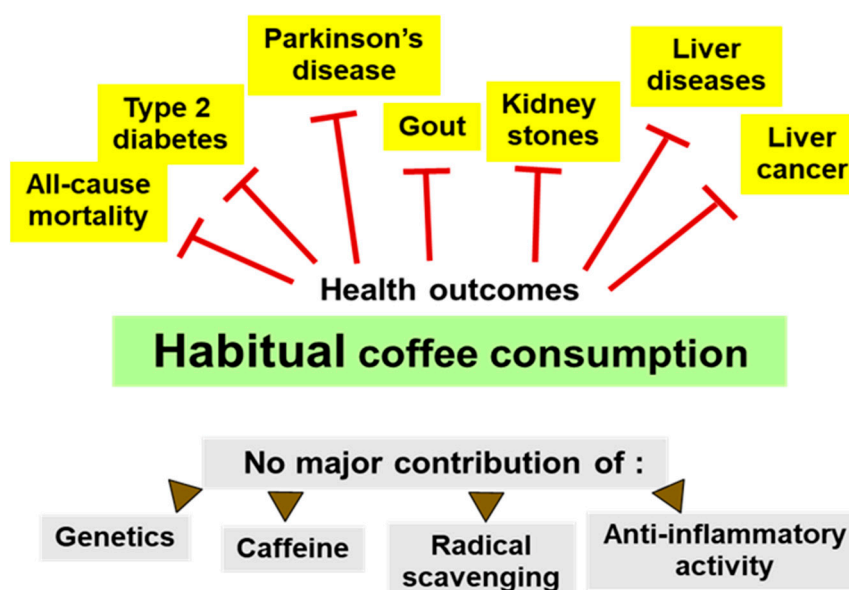 Parkinson's
disease
Liver
diseases
Type 2
diabetes
Gout
Kidney
stones
Liver
cancer
All-cause
mortality
Health outcomes
Habitual coffee consumption
No major contribution of :
Genetics
Caffeine
Radical
scavenging
Anti-inflammatory
activity